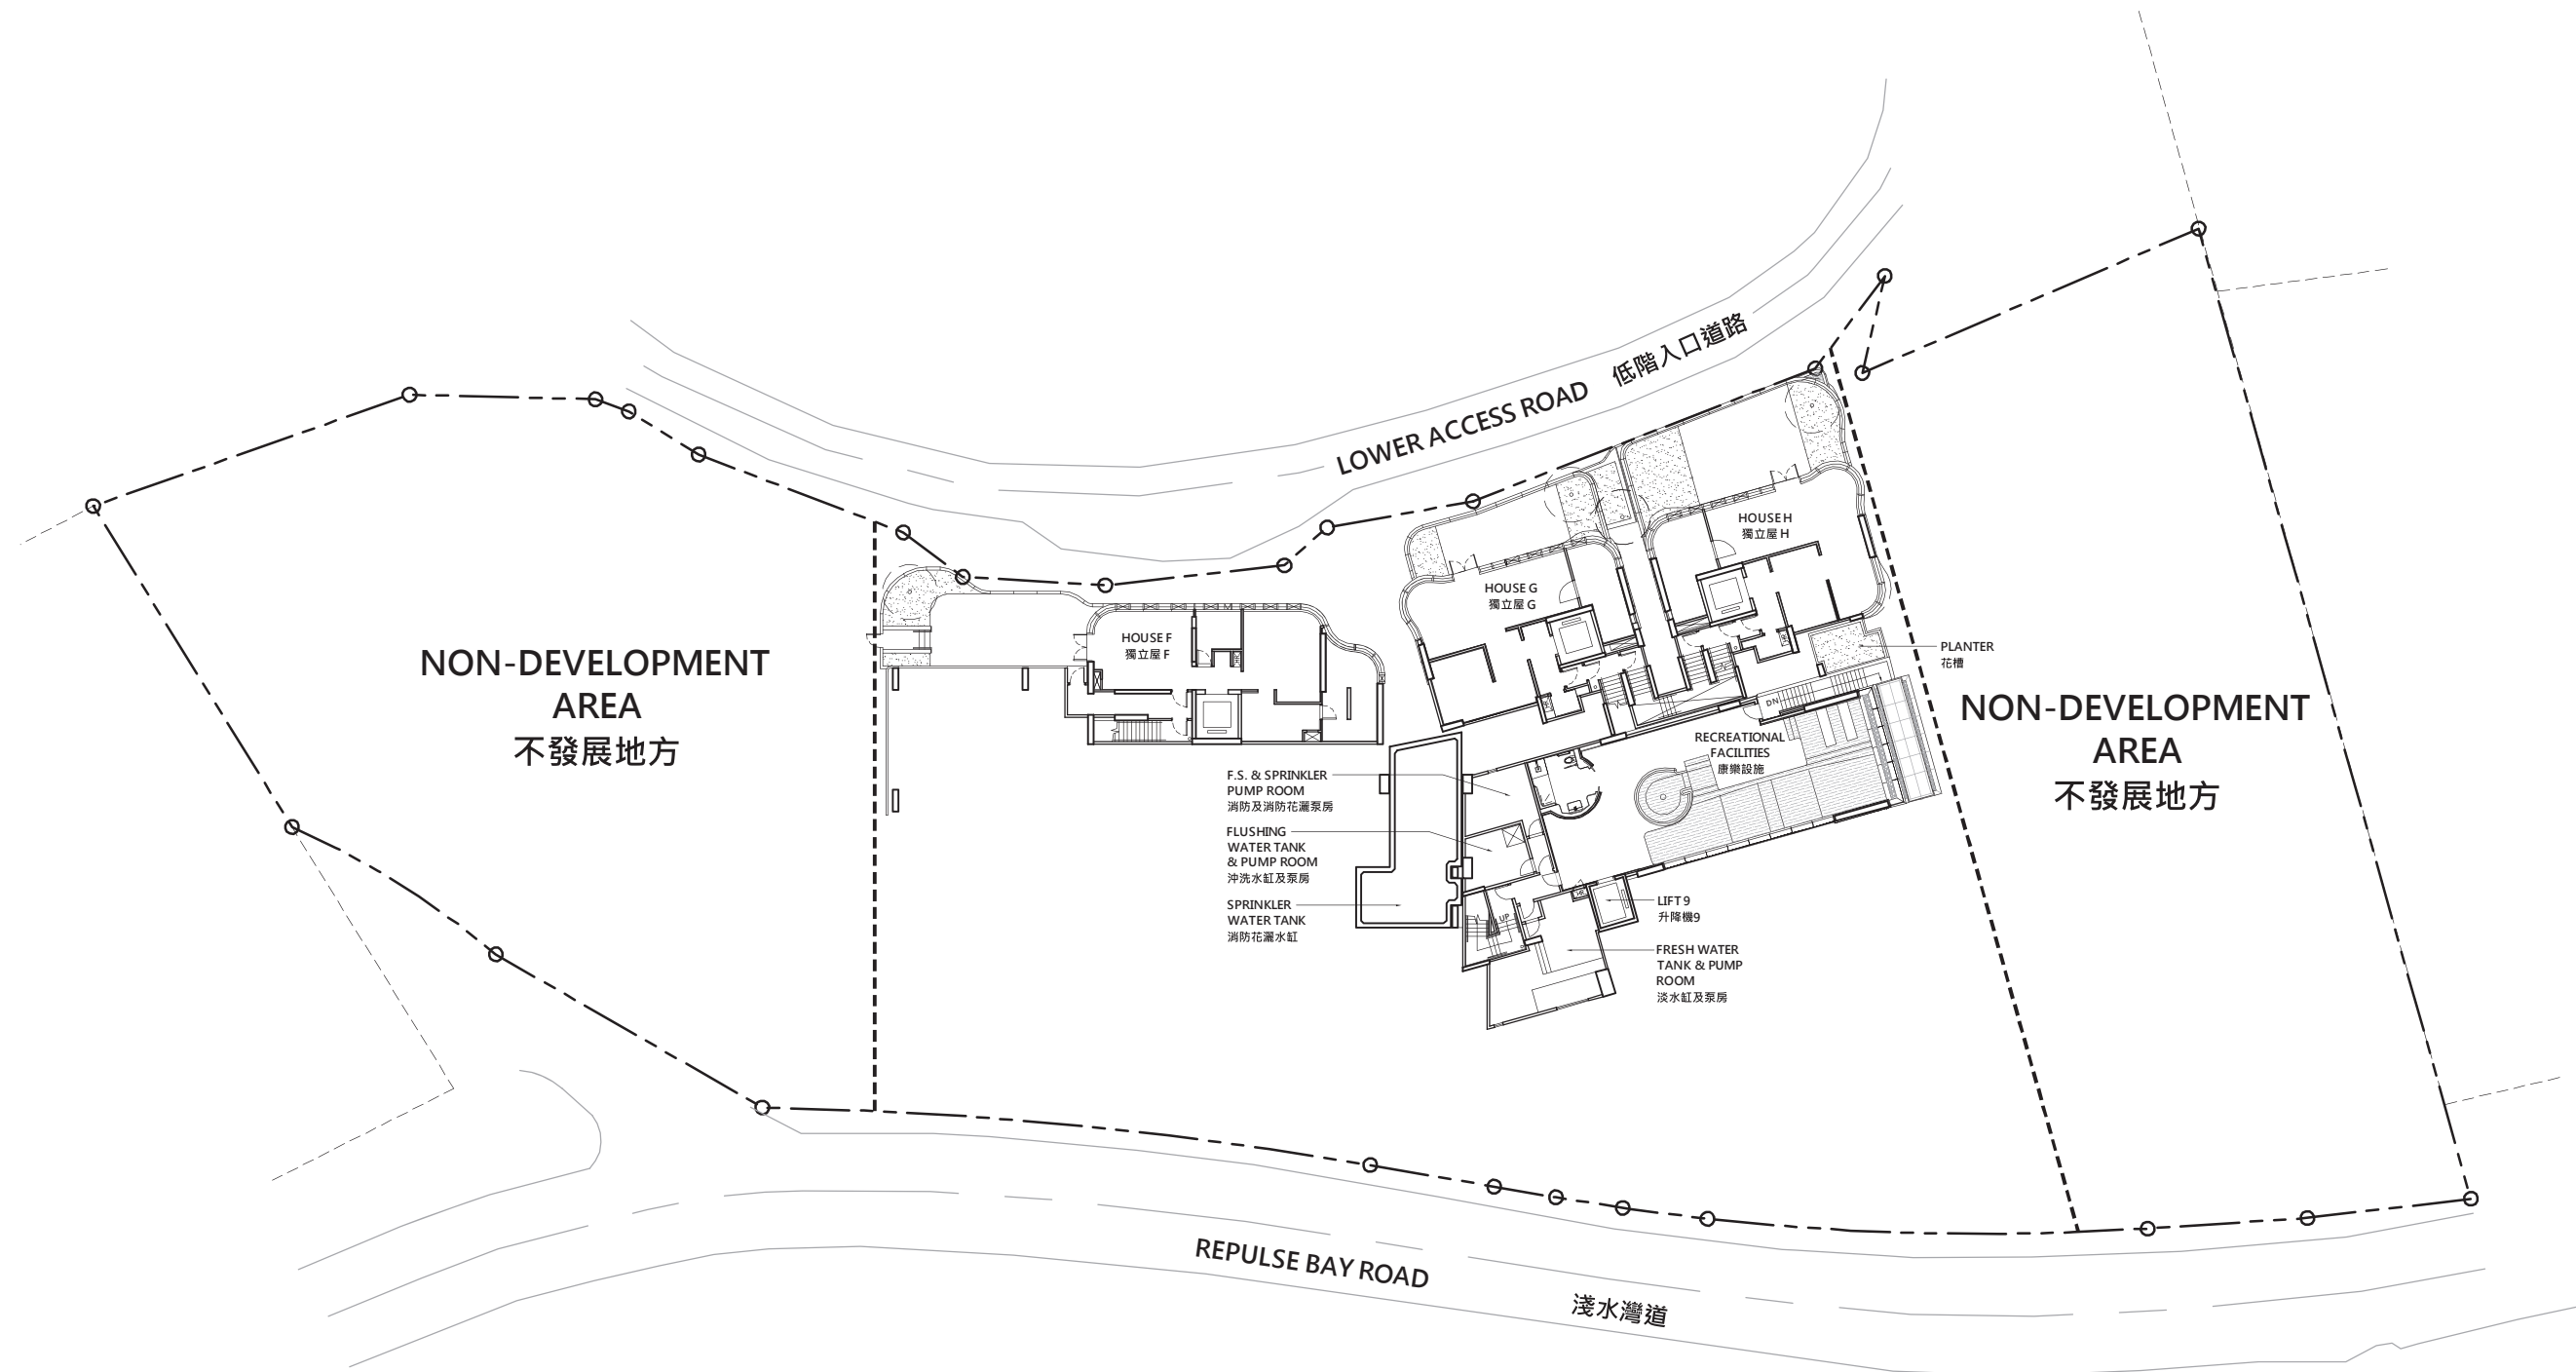 LOWER ACCESS ROAD 低階入口道路
HOUSE H
獨立屋 H
HOUSE G
獨立屋 G
HOUSE F
獨立屋 F
PLANTER
花槽
NON-DEVELOPMENT
AREA
不發展地方
NON-DEVELOPMENT
AREA
不發展地方
DN
RECREATIONAL
FACILITIES
康樂設施
F.S. & SPRINKLER
PUMP ROOM
消防及消防花灑泵房
FLUSHING
WATER TANK
& PUMP ROOM
沖洗水缸及泵房
SPRINKLER
WATER TANK
消防花灑水缸
UP
LIFT 9
升降機9
FRESH WATER
TANK & PUMP
ROOM
淡水缸及泵房
REPULSE BAY ROAD 淺水灣道